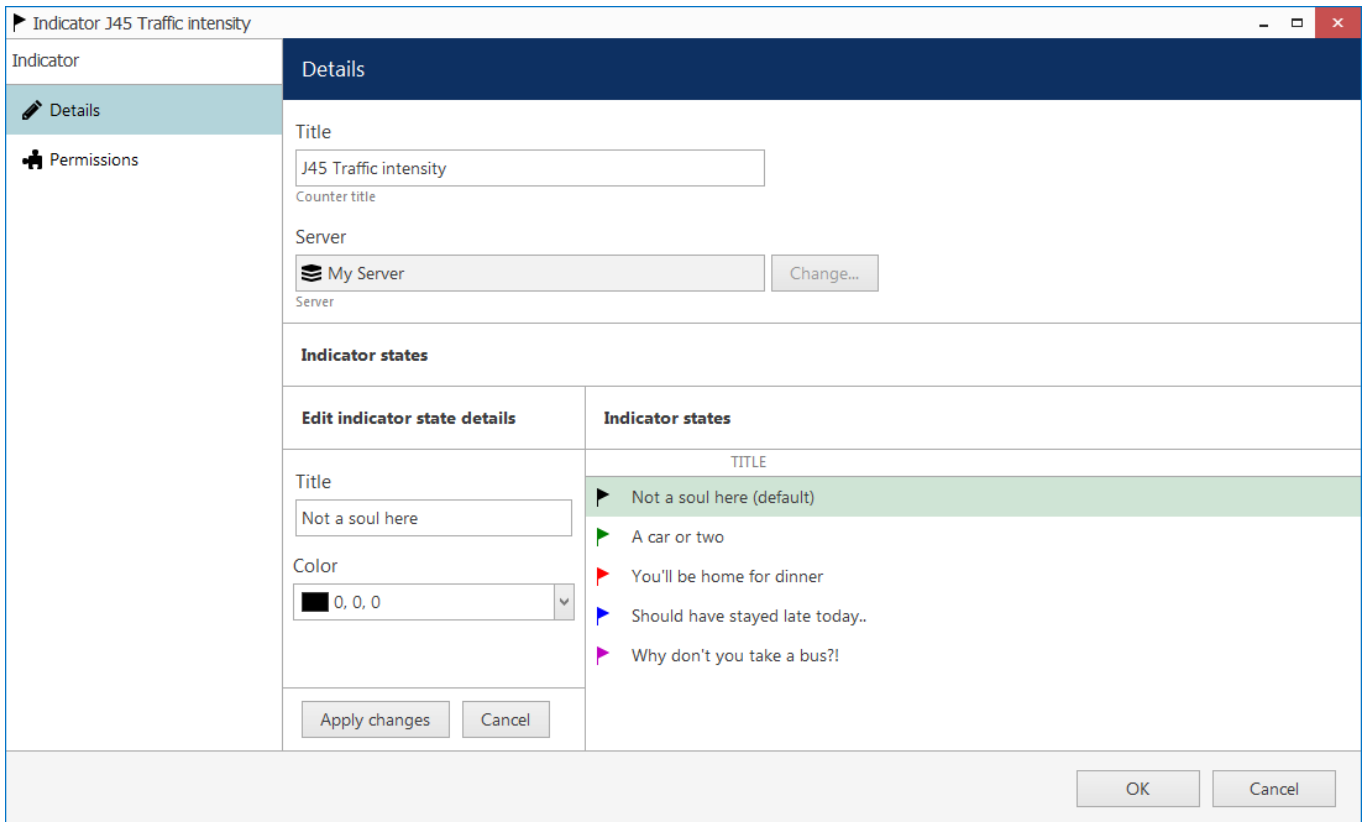 Indicator J45 Traffic intensity
Indicator
Details
Permissions
Details
Title
J45 Traffic intensity
Counter title
Server
My Server
Change...
Server
Indicator states
Edit indicator state details
Title
Not a soul here
Color
0, 0, 0
Apply changes
Cancel
Indicator states
TITLE
Not a soul here (default)
A car or two
You'll be home for dinner
Should have stayed late today..
Why don't you take a bus?!
OK
Cancel